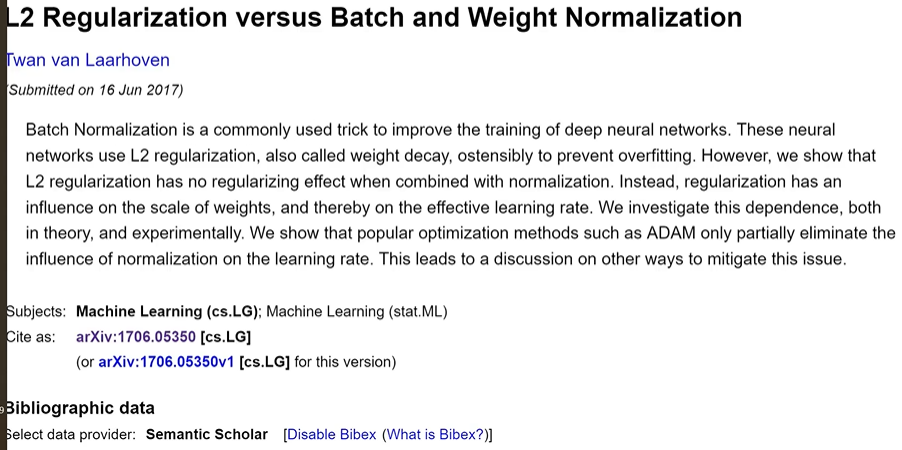 L2 Regularization versus Batch and Weight Normalization
Twan van Laarhoven
(Submitted on 16 Jun 2017)
Batch Normalization is a commonly used trick to improve the training of deep neural networks. These neural
networks use L2 regularization, also called weight decay, ostensibly to prevent overfitting. However, we show that
L2 regularization has no regularizing effect when combined with normalization. Instead, regularization has an
influence on the scale of weights, and thereby on the effective learning rate. We investigate this dependence, both
in theory, and experimentally. We show that popular optimization methods such as ADAM only partially eliminate the
influence of normalization on the learning rate. This leads to a discussion on other ways to mitigate this issue.
Subjects: Machine Learning (cs.LG); Machine Learning (stat.ML)
Cite as: arXiv:1706.05350 [cs.LG]
(or arXiv:1706.05350v1 [cs.LG] for this version)
Bibliographic data
Select data provider: Semantic Scholar [Disable Bibex (What is Bibex?)]